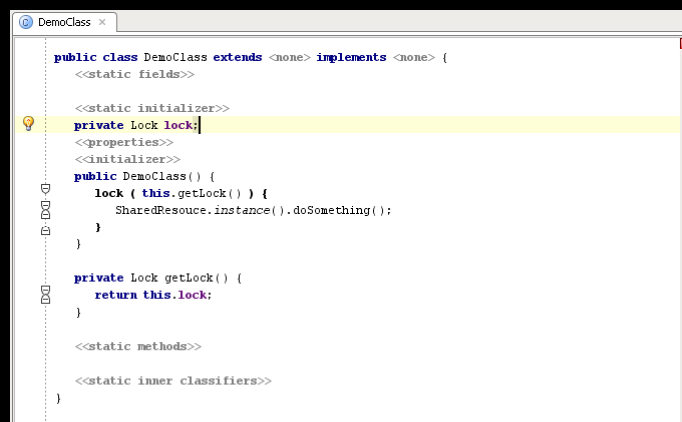 DemoClass
public class DemoClass extends <none> implements <none> {
<<static fields>>
<<static initializer>>
private Lock lock;
<<properties>>
<<initializer>>
public DemoClass() {
lock ( this.getLock() ) {
SharedResouce.instance().doSomething();
}
}
private Lock getLock() {
return this.lock;
}
<<static methods>>
<<static inner classifiers>>
}